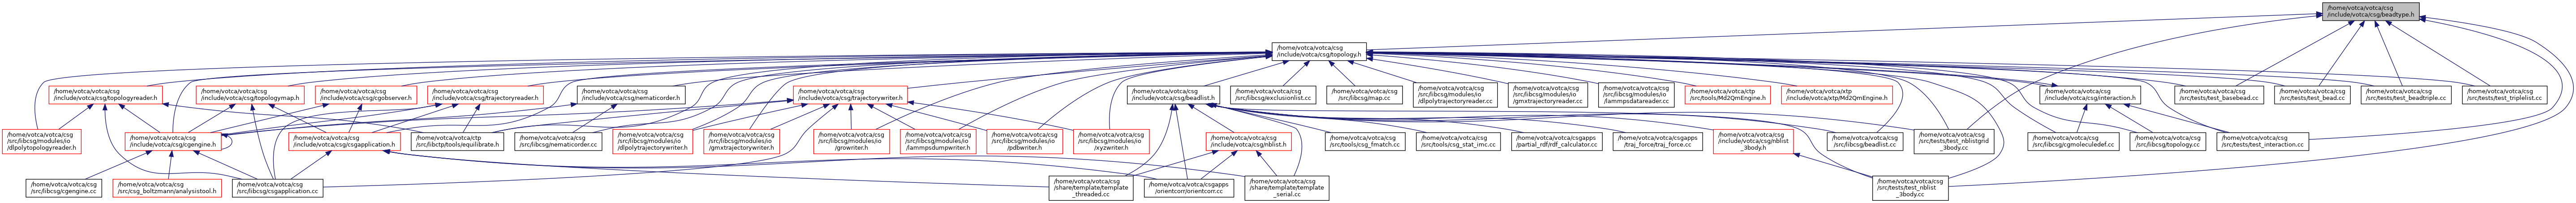 /home/votca/votca/csg
/include/votca/csg/beadtype.h
/home/votca/votca/csg
/include/votca/csg/topology.h
/home/votca/votca/csg
/include/votca/csg/topologyreader.h
/home/votca/votca/csg
/include/votca/csg/topologymap.h
/home/votca/votca/csg
/include/votca/csg/cgobserver.h
/home/votca/votca/csg
/include/votca/csg/trajectoryreader.h
/home/votca/votca/csg
/include/votca/csg/nematicorder.h
/home/votca/votca/csg
/include/votca/csg/trajectorywriter.h
/home/votca/votca/csg
/include/votca/csg/beadlist.h
/home/votca/votca/csg
/src/libcsg/exclusionlist.cc
/home/votca/votca/csg
/src/libcsg/map.cc
/home/votca/votca/csg
/src/libcsg/modules/io
/dlpolytrajectoryreader.cc
/home/votca/votca/csg
/src/libcsg/modules/io
/gmxtrajectoryreader.cc
/home/votca/votca/csg
/src/libcsg/modules/io
/lammpsdatareader.cc
/home/votca/votca/ctp
/src/tools/Md2QmEngine.h
/home/votca/votca/xtp
/include/votca/xtp/Md2QmEngine.h
/home/votca/votca/csg
/include/votca/csg/interaction.h
/home/votca/votca/csg
/src/tests/test_basebead.cc
/home/votca/votca/csg
/src/tests/test_bead.cc
/home/votca/votca/csg
/src/tests/test_beadtriple.cc
/home/votca/votca/csg
/src/tests/test_triplelist.cc
/home/votca/votca/csg
/src/libcsg/modules/io
/dlpolytopologyreader.cc
/home/votca/votca/csg
/include/votca/csg/cgengine.h
/home/votca/votca/csg
/include/votca/csg/csgapplication.h
/home/votca/votca/ctp
/src/libctp/tools/equilibrate.h
/home/votca/votca/csg
/src/libcsg/nematicorder.cc
/home/votca/votca/csg
/src/libcsg/modules/io
/dlpolytrajectorywriter.h
/home/votca/votca/csg
/src/libcsg/modules/io
/gmxtrajectorywriter.h
/home/votca/votca/csg
/src/libcsg/modules/io
/growriter.h
/home/votca/votca/csg
/src/libcsg/modules/io
/lammpsdumpwriter.h
/home/votca/votca/csg
/src/libcsg/modules/io
/pdbwriter.h
/home/votca/votca/csg
/src/libcsg/modules/io
/xyzwriter.h
/home/votca/votca/csg
/include/votca/csg/nblist.h
/home/votca/votca/csg
/src/tools/csg_fmatch.cc
/home/votca/votca/csg
/src/tools/csg_stat_imc.cc
/home/votca/votca/csgapps
/partial_rdf/rdf_calculator.cc
/home/votca/votca/csgapps
/traj_force/traj_force.cc
/home/votca/votca/csg
/include/votca/csg/nblist
_3body.h
/home/votca/votca/csg
/src/libcsg/beadlist.cc
/home/votca/votca/csg
/src/tests/test_nblistgrid
_3body.cc
/home/votca/votca/csg
/src/libcsg/cgmoleculedef.cc
/home/votca/votca/csg
/src/libcsg/topology.cc
/home/votca/votca/csg
/src/tests/test_interaction.cc
/home/votca/votca/csg
/src/libcsg/cgengine.cc
/home/votca/votca/csg
/src/csg_boltzmann/analysistool.h
/home/votca/votca/csg
/src/libcsg/csgapplication.cc
/home/votca/votca/csg
/share/template/template
_threaded.cc
/home/votca/votca/csgapps
/orientcorr/orientcorr.cc
/home/votca/votca/csg
/share/template/template
_serial.cc
/home/votca/votca/csg
/src/tests/test_nblist
_3body.cc